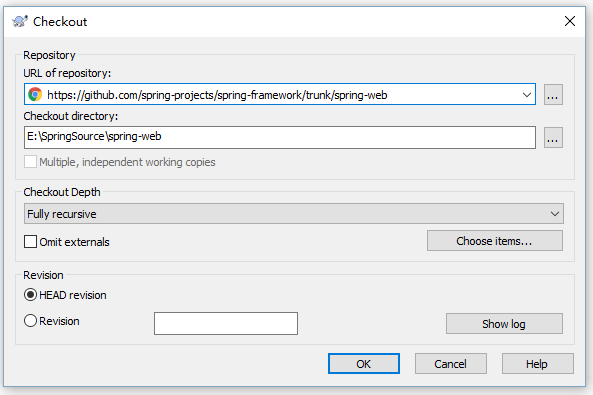 Checkout
Repository
URL of repository:
https://github.com/spring-projects/spring-framework/trunk/spring-web
...
Checkout directory:
E:\SpringSource\spring-web
...
Multiple, independent working copies
Checkout Depth
Fully recursive
Omit externals
Choose items...
Revision
HEAD revision
Revision
Show log
OK
Cancel
Help